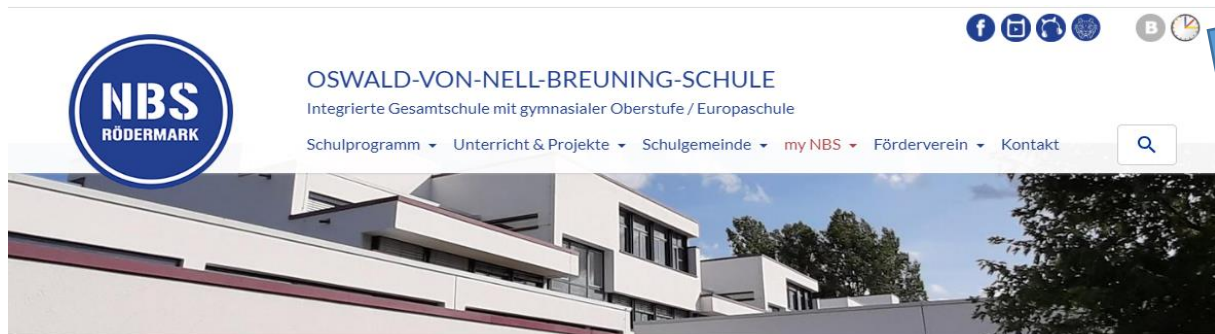 B
NBS
RÖDERMARK
OSWALD-VON-NELL-BREUNING-SCHULE
Integrierte Gesamtschule mit gymnasialer Oberstufe / Europaschule
Schulprogramm Unterricht & Projekte Schulgemeinde my NBS Förderverein Kontakt